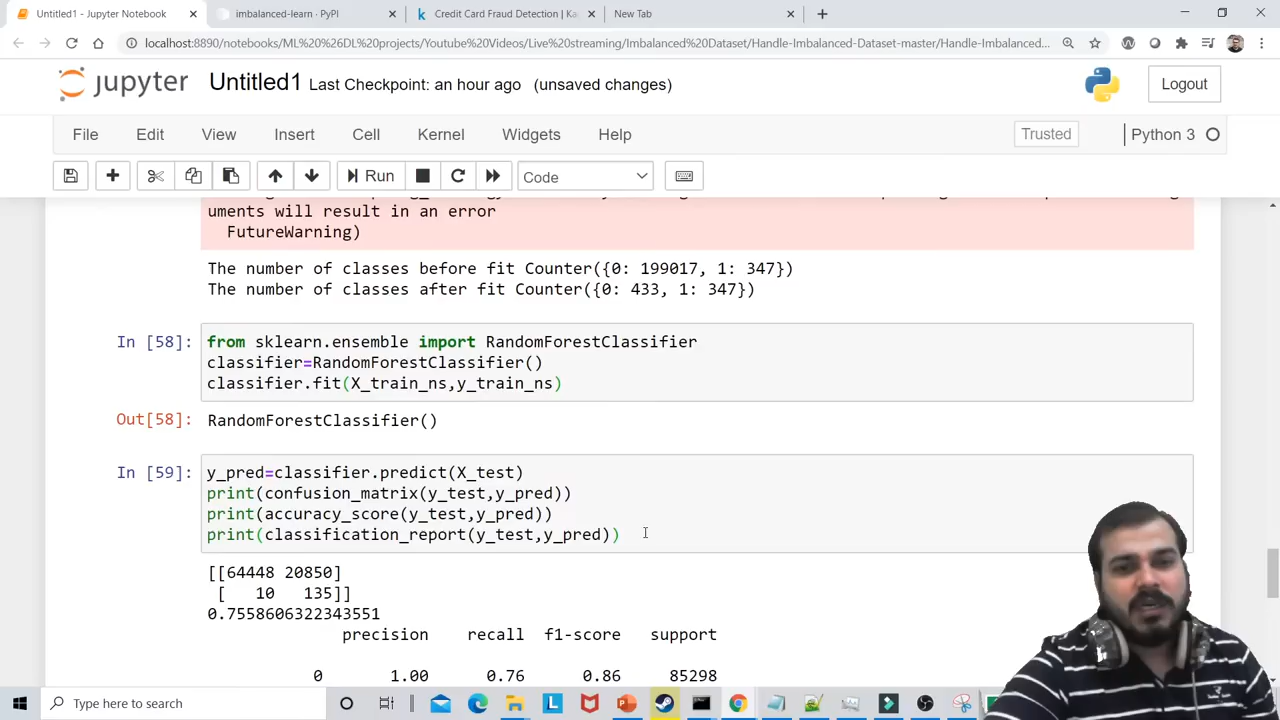 Untitled1 - Jupyter Notebook
imbalanced-learn · PyPI
Credit Card Fraud Detection | Ka
New Tab
localhost:8890/notebooks/ML%20%26%20DL%20projects/Youtube%20Videos/Live%20streaming/Imbalanced%20Dataset/Handle-Imbalanced-Dataset-master/Handle-Imbalanced...
jupyter Untitled1 Last Checkpoint: an hour ago (unsaved changes)
Logout
File Edit View Insert Cell Kernel Widgets Help
Trusted
Python 3
Run
Code
uments will result in an error
FutureWarning)
The number of classes before fit Counter({0: 199017, 1: 347})
The number of classes after fit Counter({0: 433, 1: 347})
In [58]: from sklearn.ensemble import RandomForestClassifier
classifier=RandomForestClassifier()
classifier.fit(X_train_ns,y_train_ns)
Out[58]: RandomForestClassifier()
In [59]: y_pred=classifier.predict(X_test)
print(confusion_matrix(y_test,y_pred))
print(accuracy_score(y_test,y_pred))
print(classification_report(y_test,y_pred))
[[64448 20850]
[ 10 135]]
0.7558606322343551
precision recall f1-score support
0 1.00 0.76 0.86 85298
Type here to search